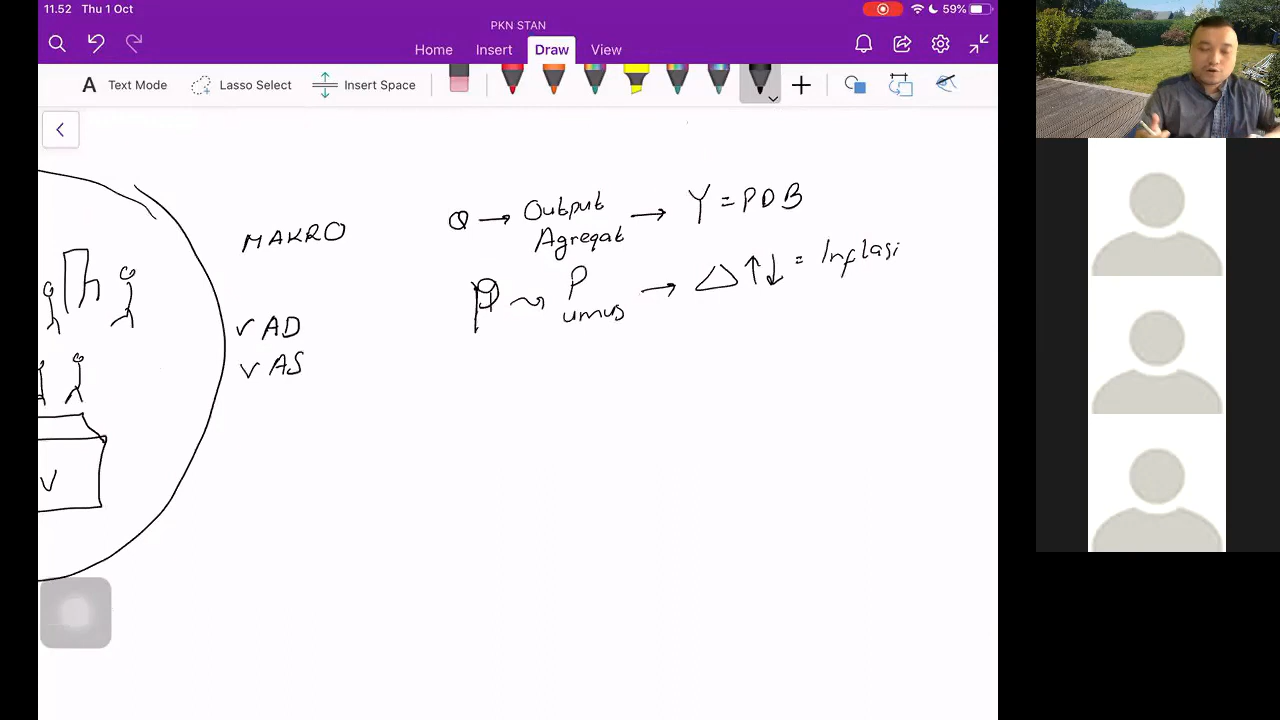 11.52 Thu 1 Oct
59%
PKN STAN
Home Insert Draw View
Text Mode Lasso Select Insert Space
MAKRO
Q → Output Agregat → Y = PDB
P P umum → Δ ↑↓ = Inflasi
v AD
v AS
V